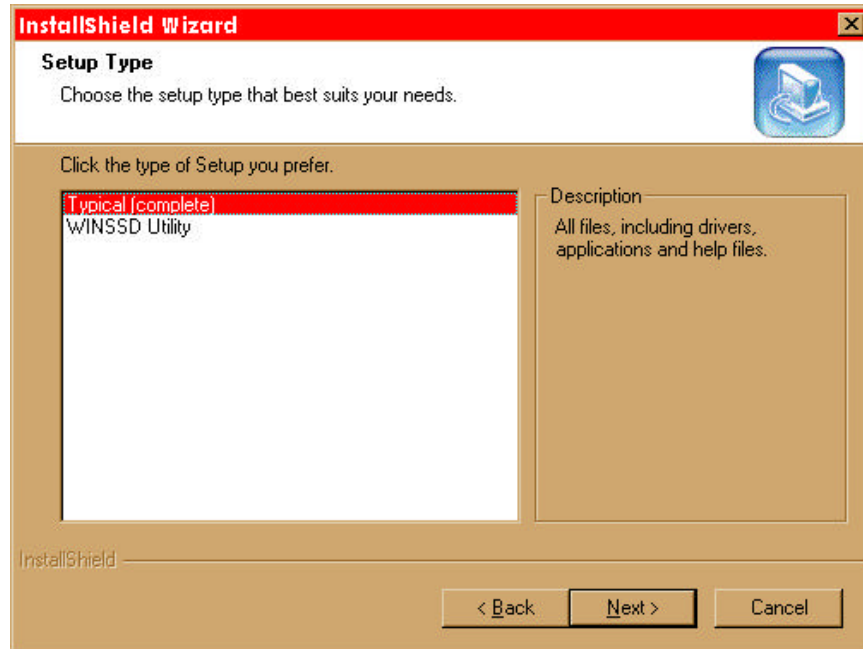 InstallShield Wizard
Setup Type
Choose the setup type that best suits your needs.
Click the type of Setup you prefer.
Typical (complete)
WINSSD Utility
Description
All files, including drivers,
applications and help files.
InstallShield
< Back
Next >
Cancel